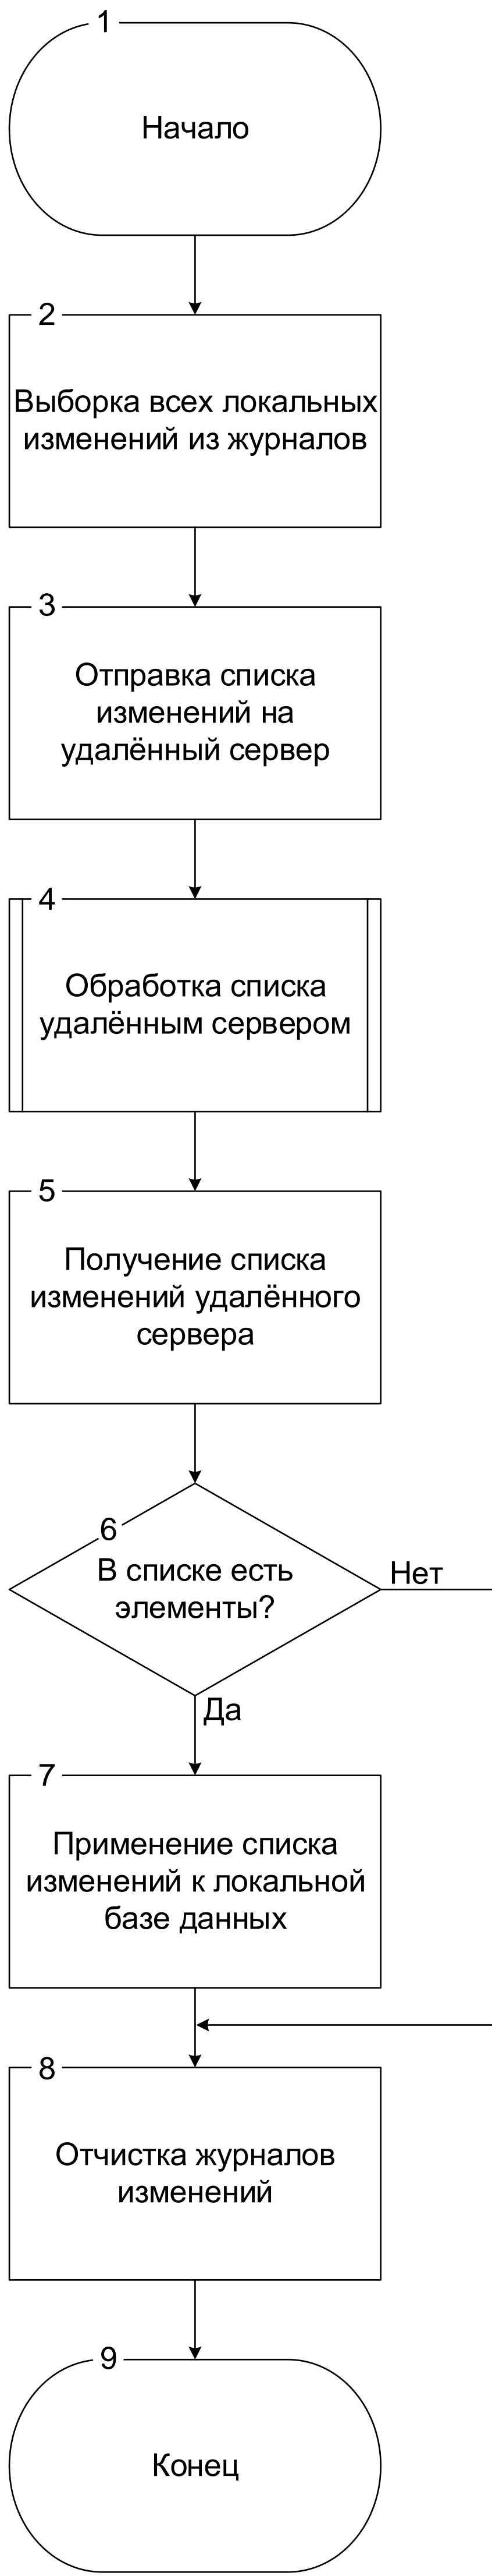 1
Начало
2
Выборка всех локальных
изменений из журналов
3
Отправка списка
изменений на
удалённый сервер
4
Обработка списка
удалённым сервером
5
Получение списка
изменений удалённого
сервера
6
В списке есть
элементы?
Нет
Да
7
Применение списка
изменений к локальной
базе данных
8
Отчистка журналов
изменений
9
Конец